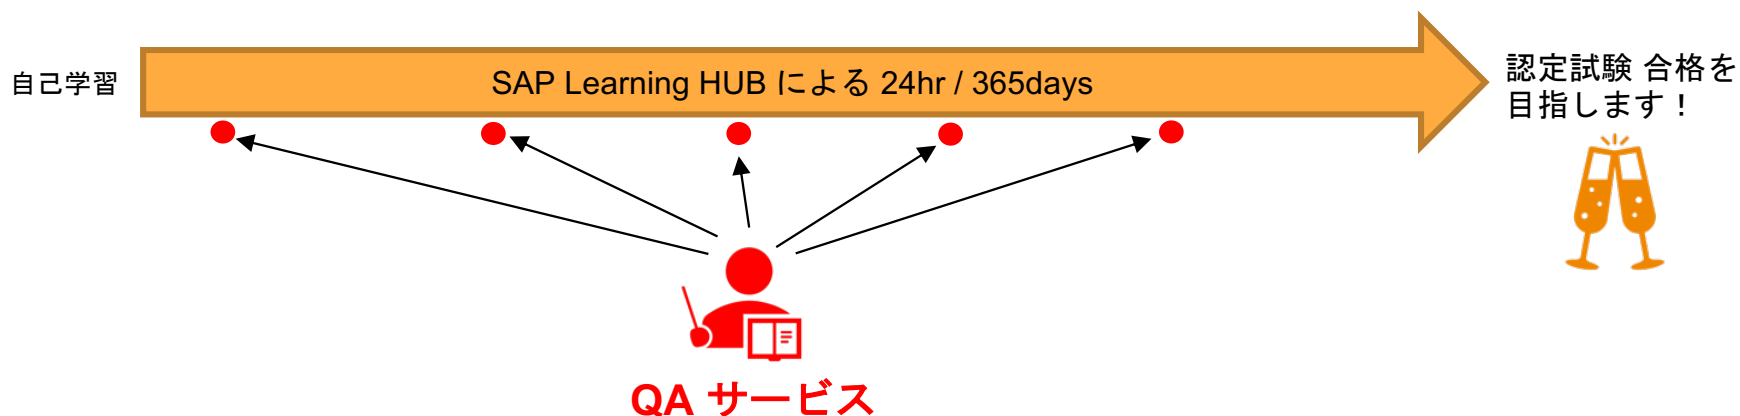 自己学習
SAP Learning HUB による 24hr / 365days
認定試験 合格を
目指します！
QA サービス